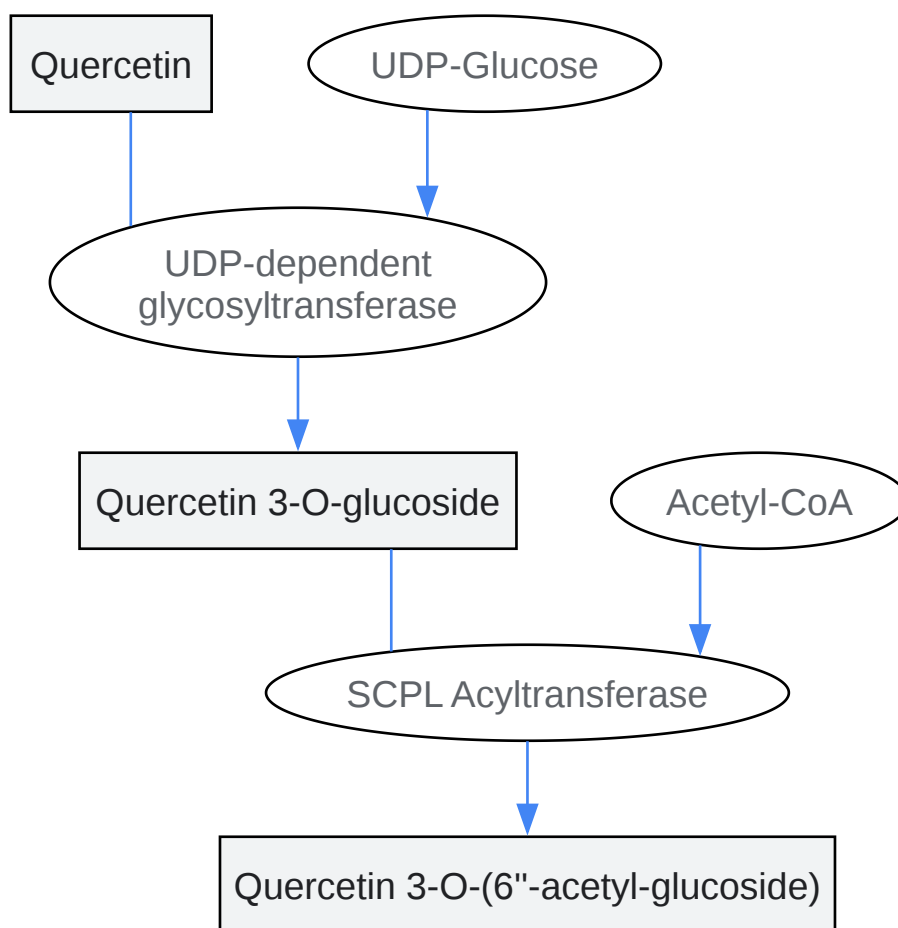 Quercetin
UDP-Glucose
UDP-dependent
glycosyltransferase
Quercetin 3-O-glucoside
Acetyl-CoA
SCPL Acyltransferase
Quercetin 3-O-(6''-acetyl-glucoside)